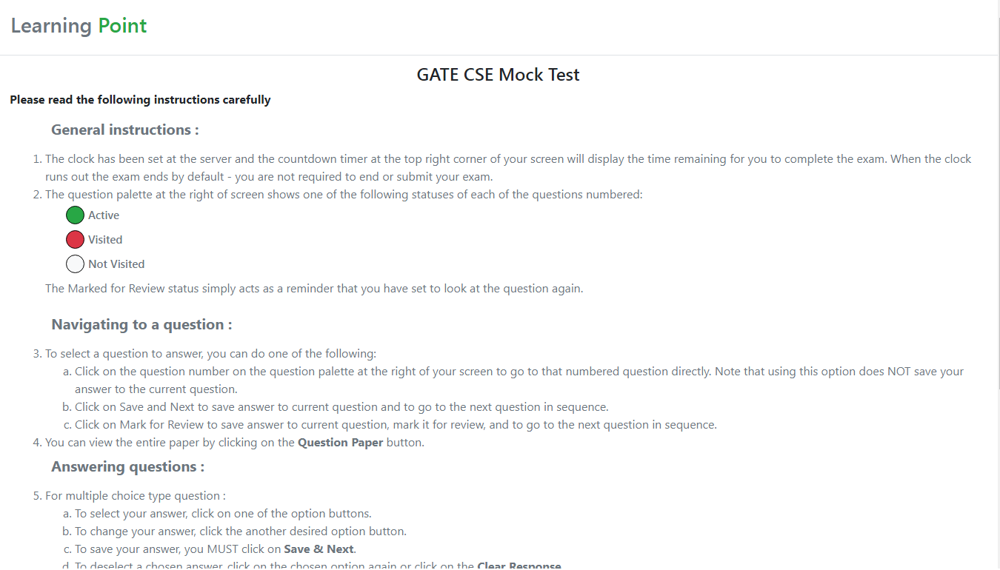 Learning Point
GATE CSE Mock Test
Please read the following instructions carefully
General instructions :
1. The clock has been set at the server and the countdown timer at the top right corner of your screen will display the time remaining for you to complete the exam. When the clock
runs out the exam ends by default - you are not required to end or submit your exam.
2. The question palette at the right of screen shows one of the following statuses of each of the questions numbered:
Active
Visited
Not Visited
The Marked for Review status simply acts as a reminder that you have set to look at the question again.
Navigating to a question :
3. To select a question to answer, you can do one of the following:
a. Click on the question number on the question palette at the right of your screen to go to that numbered question directly. Note that using this option does NOT save your
answer to the current question.
b. Click on Save and Next to save answer to current question and to go to the next question in sequence.
c. Click on Mark for Review to save answer to current question, mark it for review, and to go to the next question in sequence.
4. You can view the entire paper by clicking on the Question Paper button.
Answering questions :
5. For multiple choice type question :
a. To select your answer, click on one of the option buttons.
b. To change your answer, click the another desired option button.
c. To save your answer, you MUST click on Save & Next.
d. To deselect a chosen answer, click on the chosen option again or click on the Clear Response